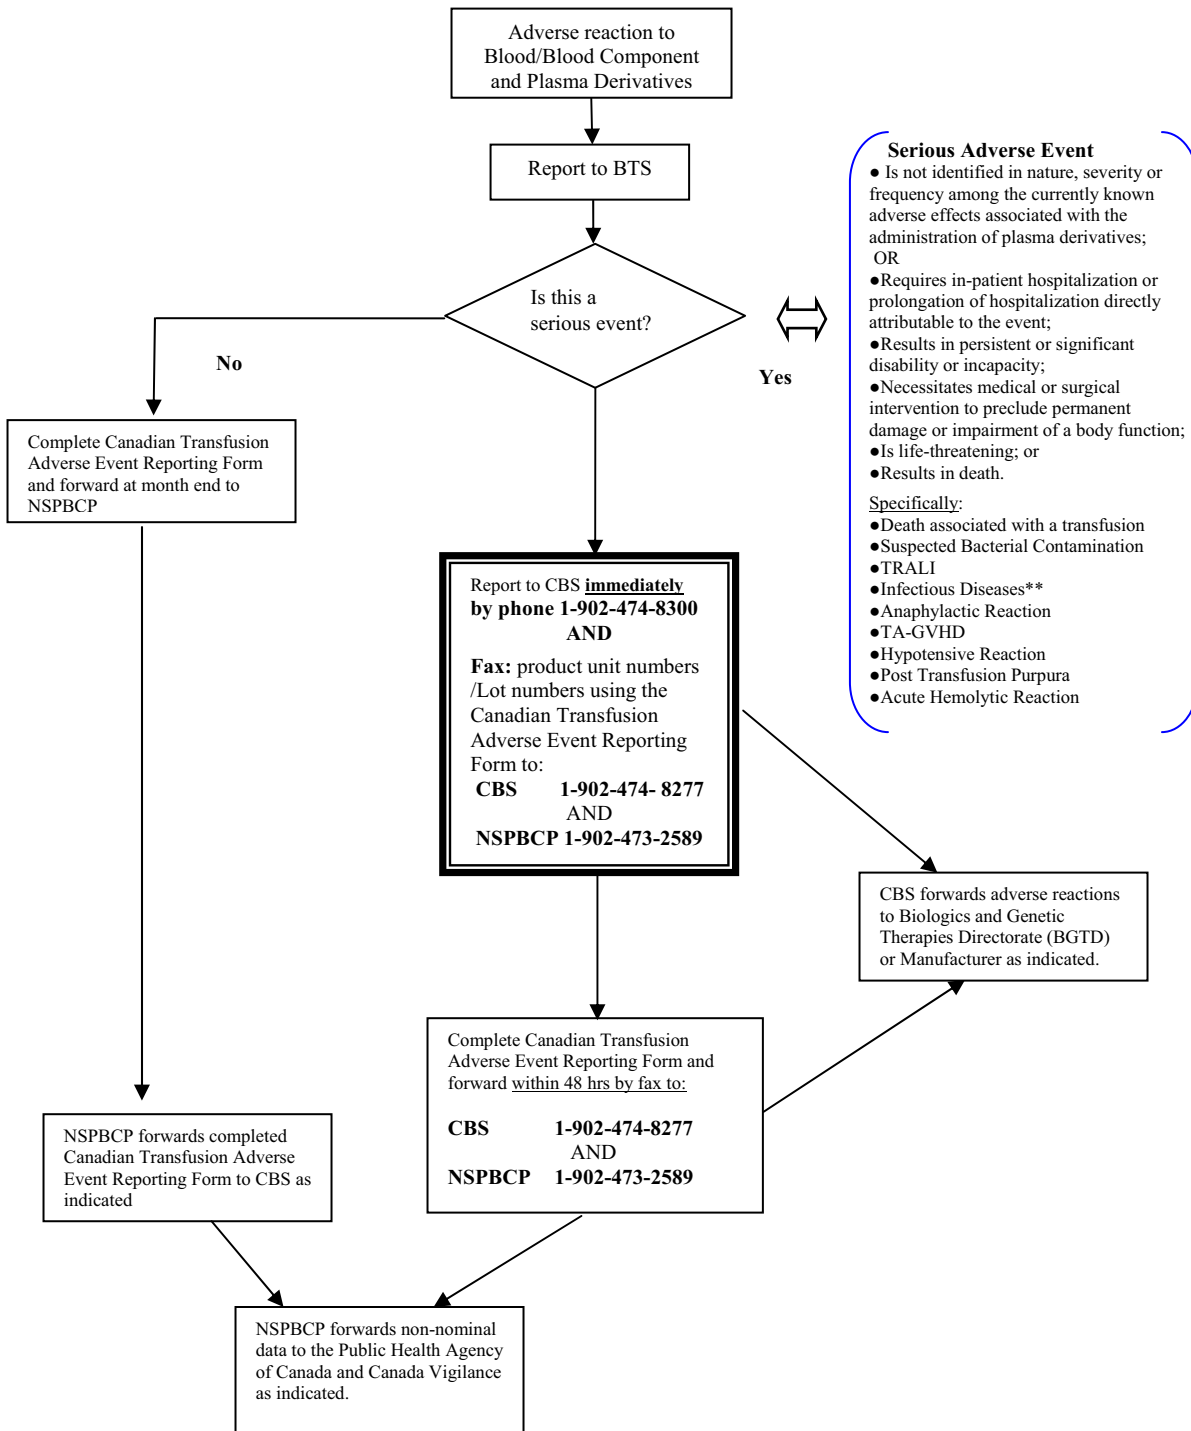 Adverse reaction to
Blood/Blood Component
and Plasma Derivatives
Report to BTS
Is this a
serious event?
No
Yes
Serious Adverse Event
● Is not identified in nature, severity or
frequency among the currently known
adverse effects associated with the
administration of plasma derivatives;
OR
●Requires in-patient hospitalization or
prolongation of hospitalization directly
attributable to the event;
●Results in persistent or significant
disability or incapacity;
●Necessitates medical or surgical
intervention to preclude permanent
damage or impairment of a body function;
●Is life-threatening; or
●Results in death.
Specifically:
●Death associated with a transfusion
●Suspected Bacterial Contamination
●TRALI
●Infectious Diseases**
●Anaphylactic Reaction
●TA-GVHD
●Hypotensive Reaction
●Post Transfusion Purpura
●Acute Hemolytic Reaction
Complete Canadian Transfusion
Adverse Event Reporting Form
and forward at month end to
NSPBCP
Report to CBS immediately
by phone 1-902-474-8300
AND
Fax: product unit numbers
/Lot numbers using the
Canadian Transfusion
Adverse Event Reporting
Form to:
CBS 1-902-474- 8277
AND
NSPBCP 1-902-473-2589
CBS forwards adverse reactions
to Biologics and Genetic
Therapies Directorate (BGTD)
or Manufacturer as indicated.
Complete Canadian Transfusion
Adverse Event Reporting Form and
forward within 48 hrs by fax to:
CBS 1-902-474-8277
AND
NSPBCP 1-902-473-2589
NSPBCP forwards completed
Canadian Transfusion Adverse
Event Reporting Form to CBS as
indicated
NSPBCP forwards non-nominal
data to the Public Health Agency
of Canada and Canada Vigilance
as indicated.